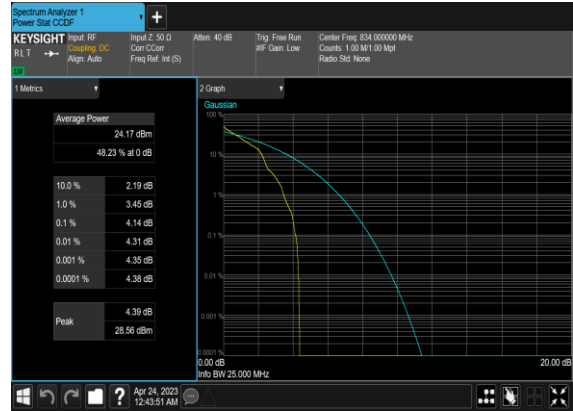 Spectrum Analyzer 1
Power Stat CCDF
KEYSIGHT
RLT
LXI
Input: RF
Coupling: DC
Align: Auto
Input Z: 50 Ω
Corr CCorr
Freq Ref: Int (S)
Atten: 40 dB
Trig: Free Run
#IF Gain: Low
Center Freq: 834.000000 MHz
Counts: 1.00 M/1.00 Mpt
Radio Std: None
1 Metrics
Average Power
24.17 dBm
48.23 % at 0 dB
10.0 % 2.19 dB
1.0 % 3.45 dB
0.1 % 4.14 dB
0.01 % 4.31 dB
0.001 % 4.35 dB
0.0001 % 4.38 dB
Peak
4.39 dB
28.56 dBm
2 Graph
Gaussian
100 %
10 %
1 %
0.1 %
0.01 %
0.001 %
0.0001 %
0.00 dB
20.00 dB
Info BW 25.000 MHz
?
Apr 24, 2023
12:43:51 AM